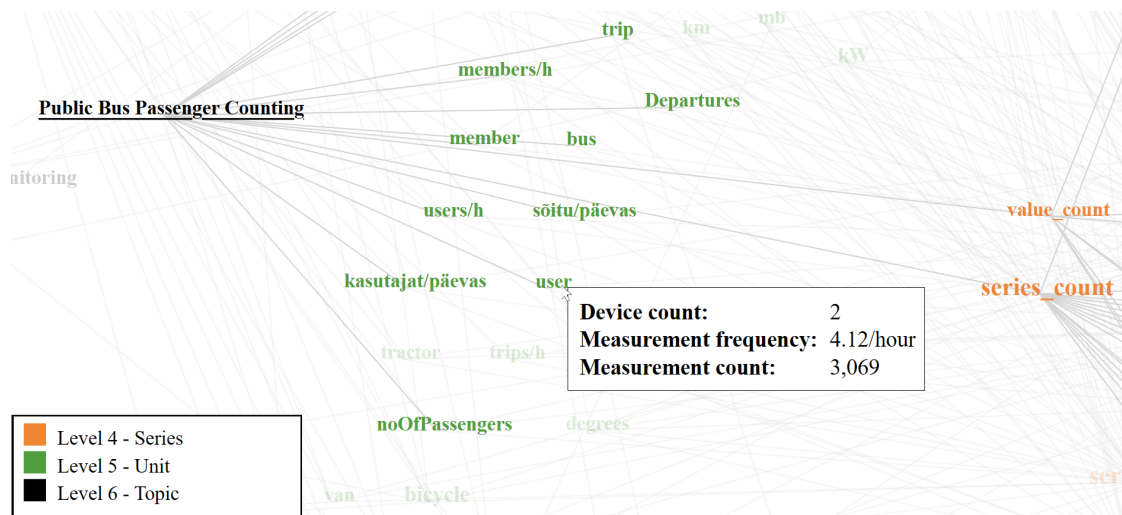 trip
km
mb
kW
members/h
Public Bus Passenger Counting
Departures
member
bus
nitoring
users/h
sõitu/päevas
value_count
kasutajat/päevas
user
series_count
Device count: 2
Measurement frequency: 4.12/hour
Measurement count: 3,069
tractor
trips/h
noOfPassengers
degrees
Level 4 - Series
Level 5 - Unit
Level 6 - Topic
van
bicycle
ser